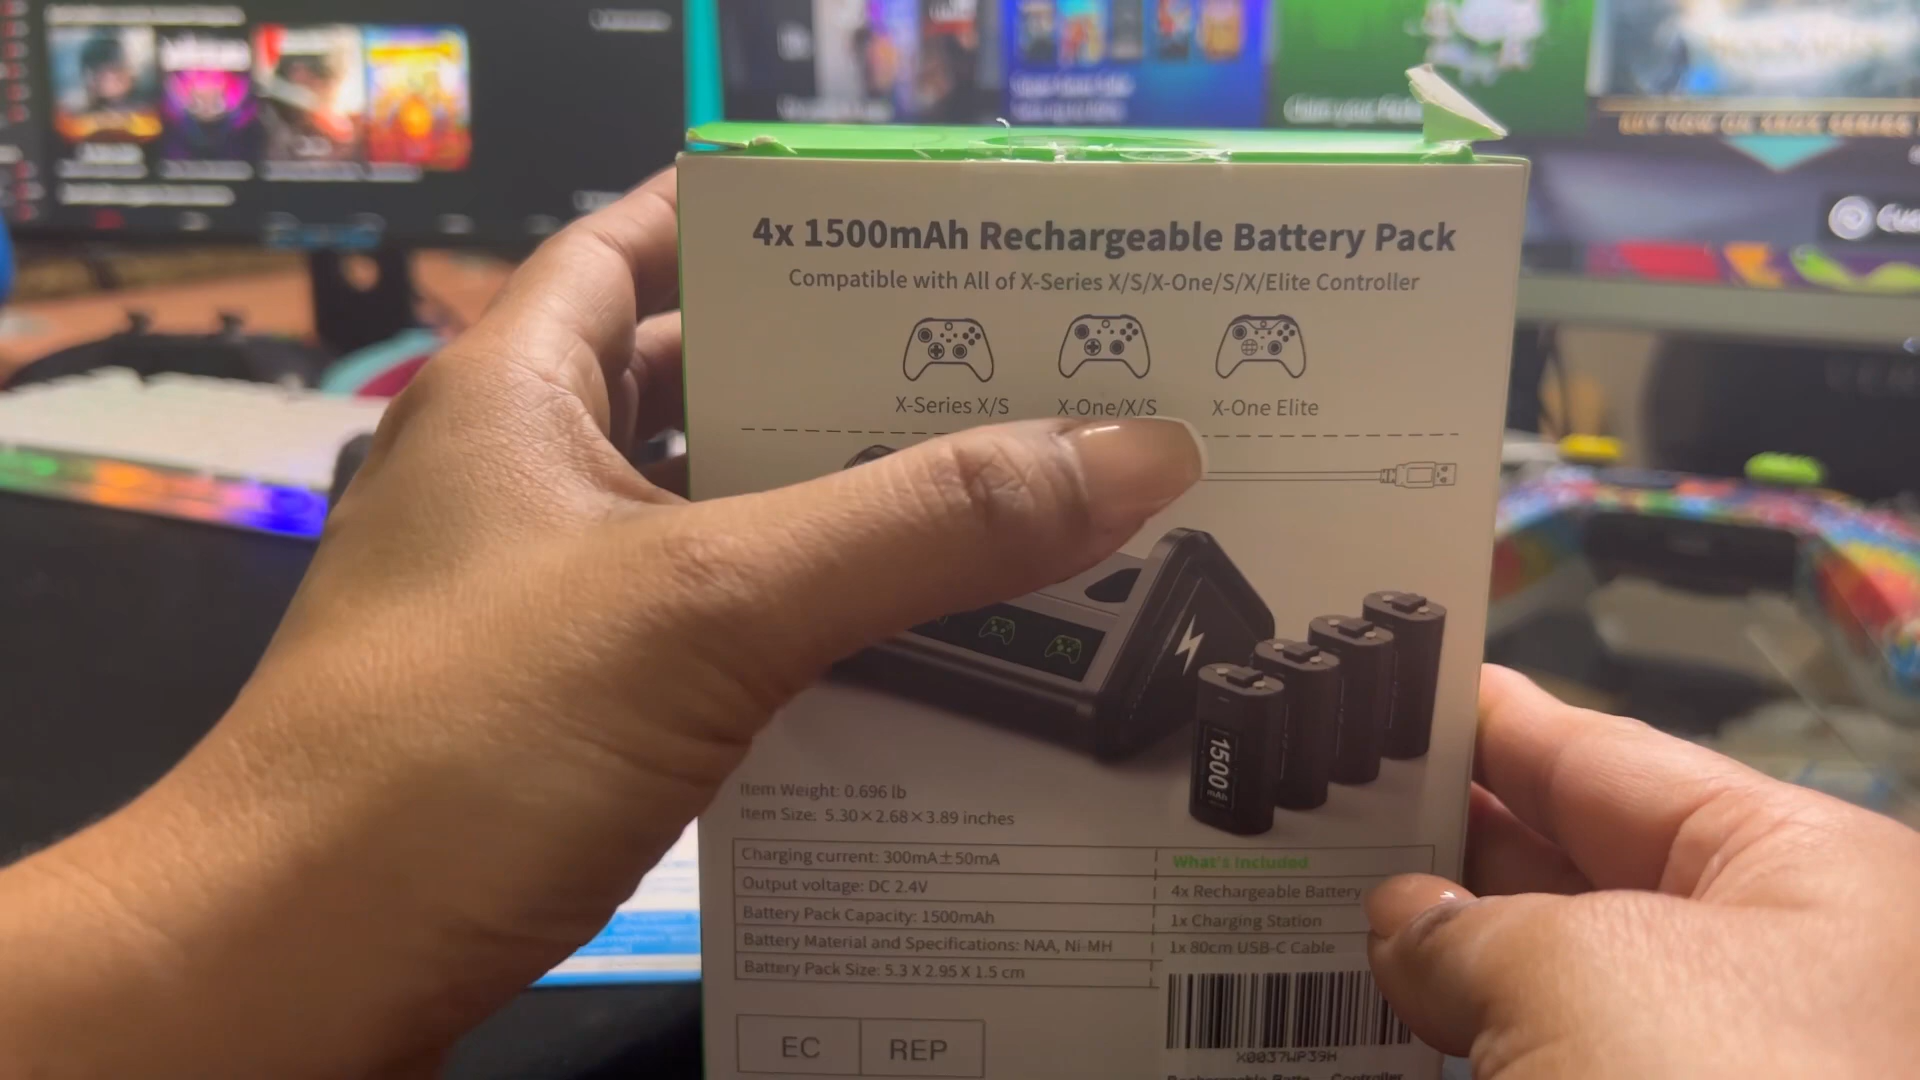 4x 1500mAh Rechargeable Battery Pack
Compatible with All of X-Series X/S/X-One/S/X/Elite Controller
X-Series X/S
X-One/X/S
X-One Elite
1500
mAh
Item Weight: 0.696 lb
Item Size: 5.30×2.68×3.89 inches
Charging current: 300mA±50mA
Output voltage: DC 2.4V
Battery Pack Capacity: 1500mAh
Battery Material and Specifications: NAA, Ni-MH
Battery Pack Size: 5.3 X 2.95 X 1.5 cm
What's Included
4x Rechargeable Battery
1x Charging Station
1x 80cm USB-C Cable
EC REP
X0037WP39H
Controller